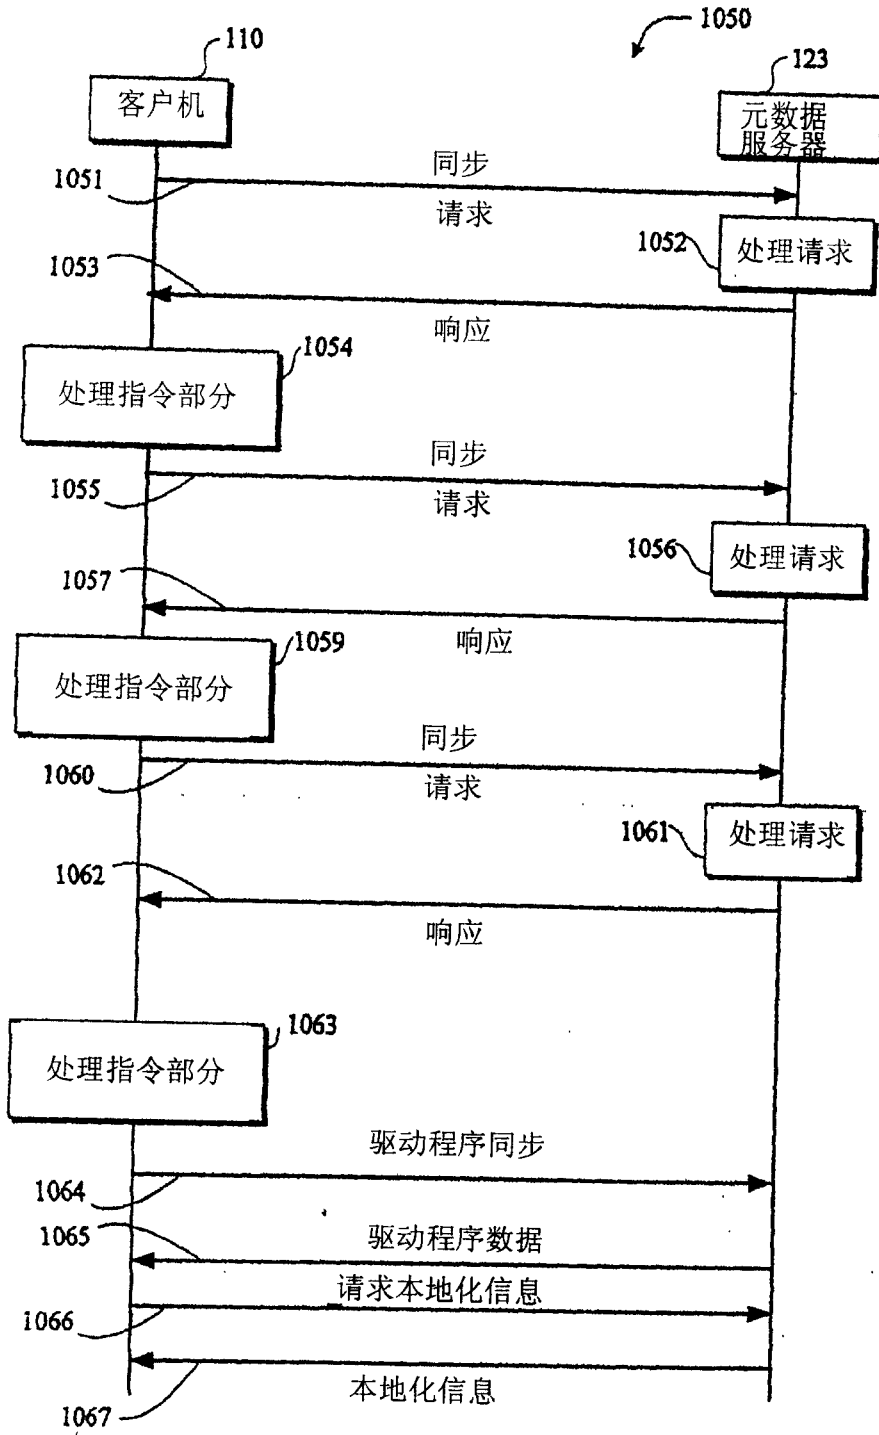 1050
110
123
客户机
元数据
服务器
同步
1051
请求
1052
处理请求
1053
响应
1054
处理指令部分
同步
1055
请求
1056
处理请求
1057
响应
1059
处理指令部分
同步
1060
请求
1061
处理请求
1062
响应
1063
处理指令部分
驱动程序同步
1064
1065
驱动程序数据
请求本地化信息
1066
本地化信息
1067